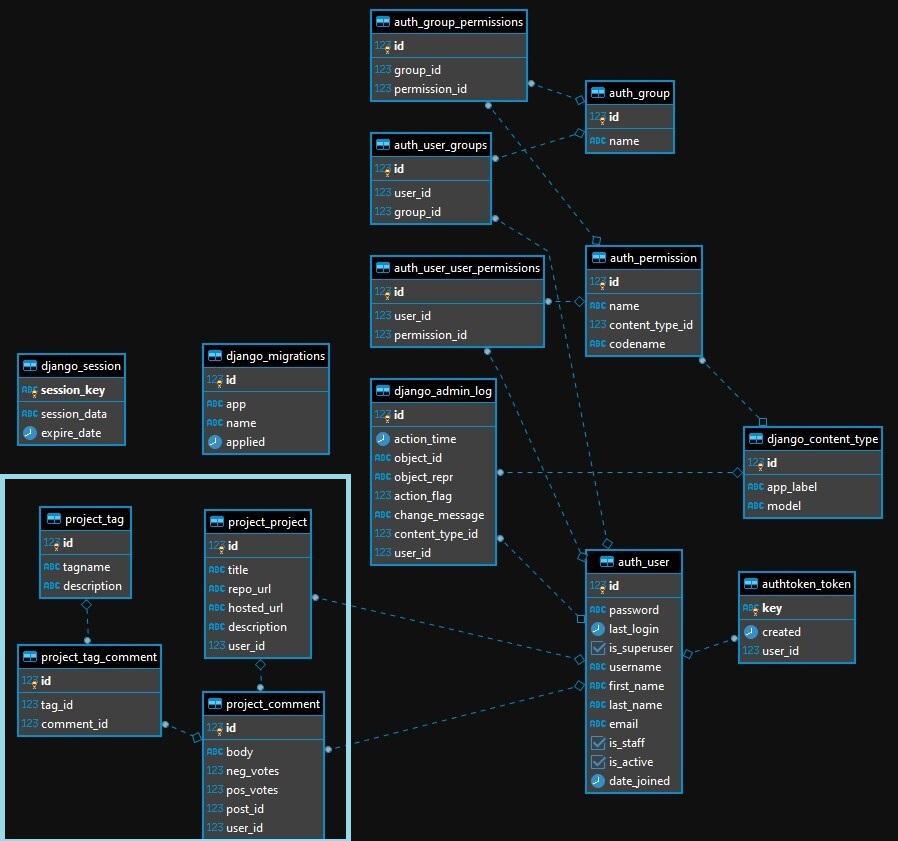 auth_group_permissions
123 id
123 group_id
123 permission_id
auth_group
123 id
ABC name
auth_user_groups
123 id
123 user_id
123 group_id
auth_user_user_permissions
123 id
123 user_id
123 permission_id
auth_permission
123 id
ABC name
123 content_type_id
ABC codename
django_session
ABC session_key
ABC session_data
expire_date
django_migrations
123 id
ABC app
ABC name
applied
django_admin_log
123 id
action_time
ABC object_id
ABC object_repr
123 action_flag
ABC change_message
123 content_type_id
123 user_id
django_content_type
123 id
ABC app_label
ABC model
project_tag
123 id
ABC tagname
ABC description
project_project
123 id
ABC title
ABC repo_url
ABC hosted_url
ABC description
123 user_id
auth_user
123 id
ABC password
last_login
is_superuser
ABC username
ABC first_name
ABC last_name
ABC email
is_staff
is_active
date_joined
authtoken_token
ABC key
created
123 user_id
project_tag_comment
123 id
123 tag_id
123 comment_id
project_comment
123 id
ABC body
123 neg_votes
123 pos_votes
123 post_id
123 user_id